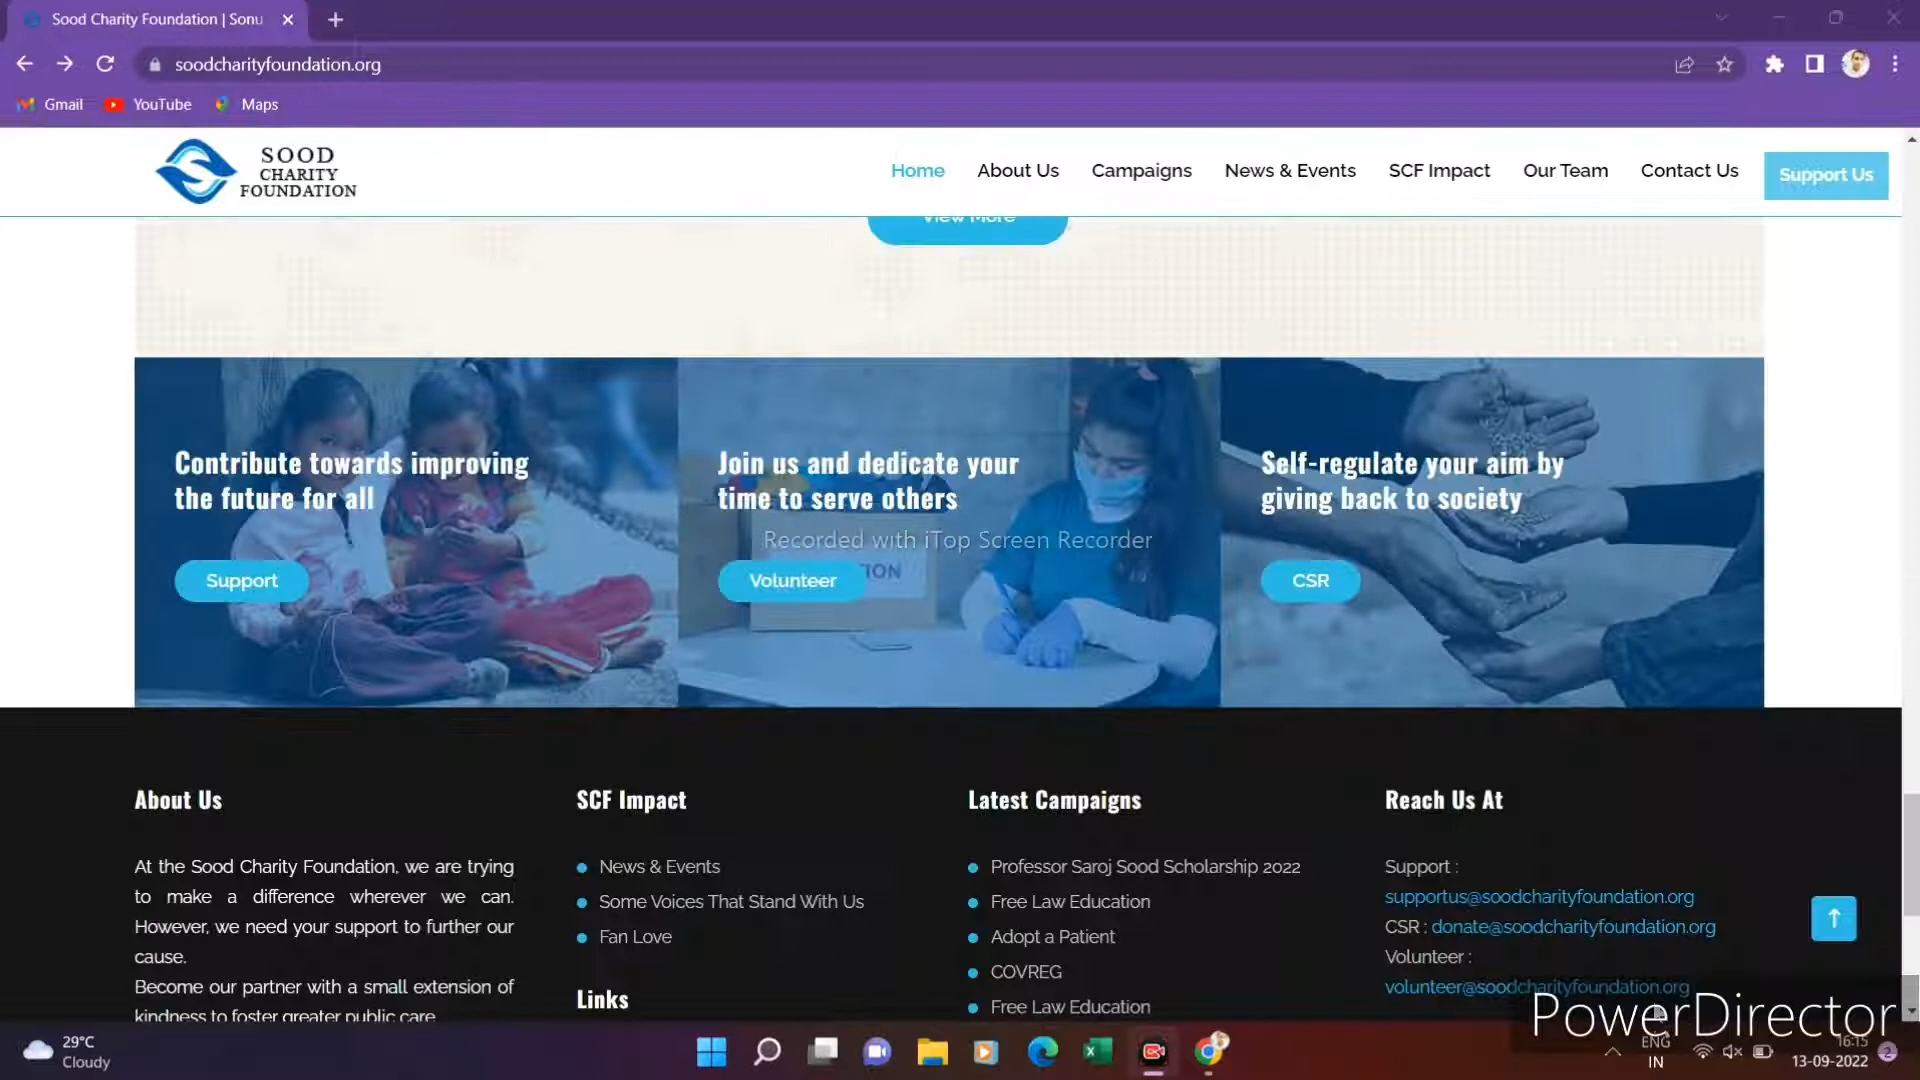 Sood Charity Foundation | Sonu
soodcharityfoundation.org
Gmail YouTube Maps
SOOD
CHARITY
FOUNDATION
Home About Us Campaigns News & Events SCF Impact Our Team Contact Us Support Us
View More
Contribute towards improving
the future for all
Support
Join us and dedicate your
time to serve others
Recorded with iTop Screen Recorder
Volunteer
Self-regulate your aim by
giving back to society
CSR
About Us
At the Sood Charity Foundation, we are trying
to make a difference wherever we can.
However, we need your support to further our
cause.
Become our partner with a small extension of
kindness to foster greater public care
SCF Impact
News & Events
Some Voices That Stand With Us
Fan Love
Links
Latest Campaigns
Professor Saroj Sood Scholarship 2022
Free Law Education
Adopt a Patient
COVREG
Free Law Education
Reach Us At
Support :
supportus@soodcharityfoundation.org
CSR : donate@soodcharityfoundation.org
Volunteer :
volunteer@soodcharityfoundation.org
PowerDirector
29°C
Cloudy
ENG
IN
16:15
13-09-2022
2